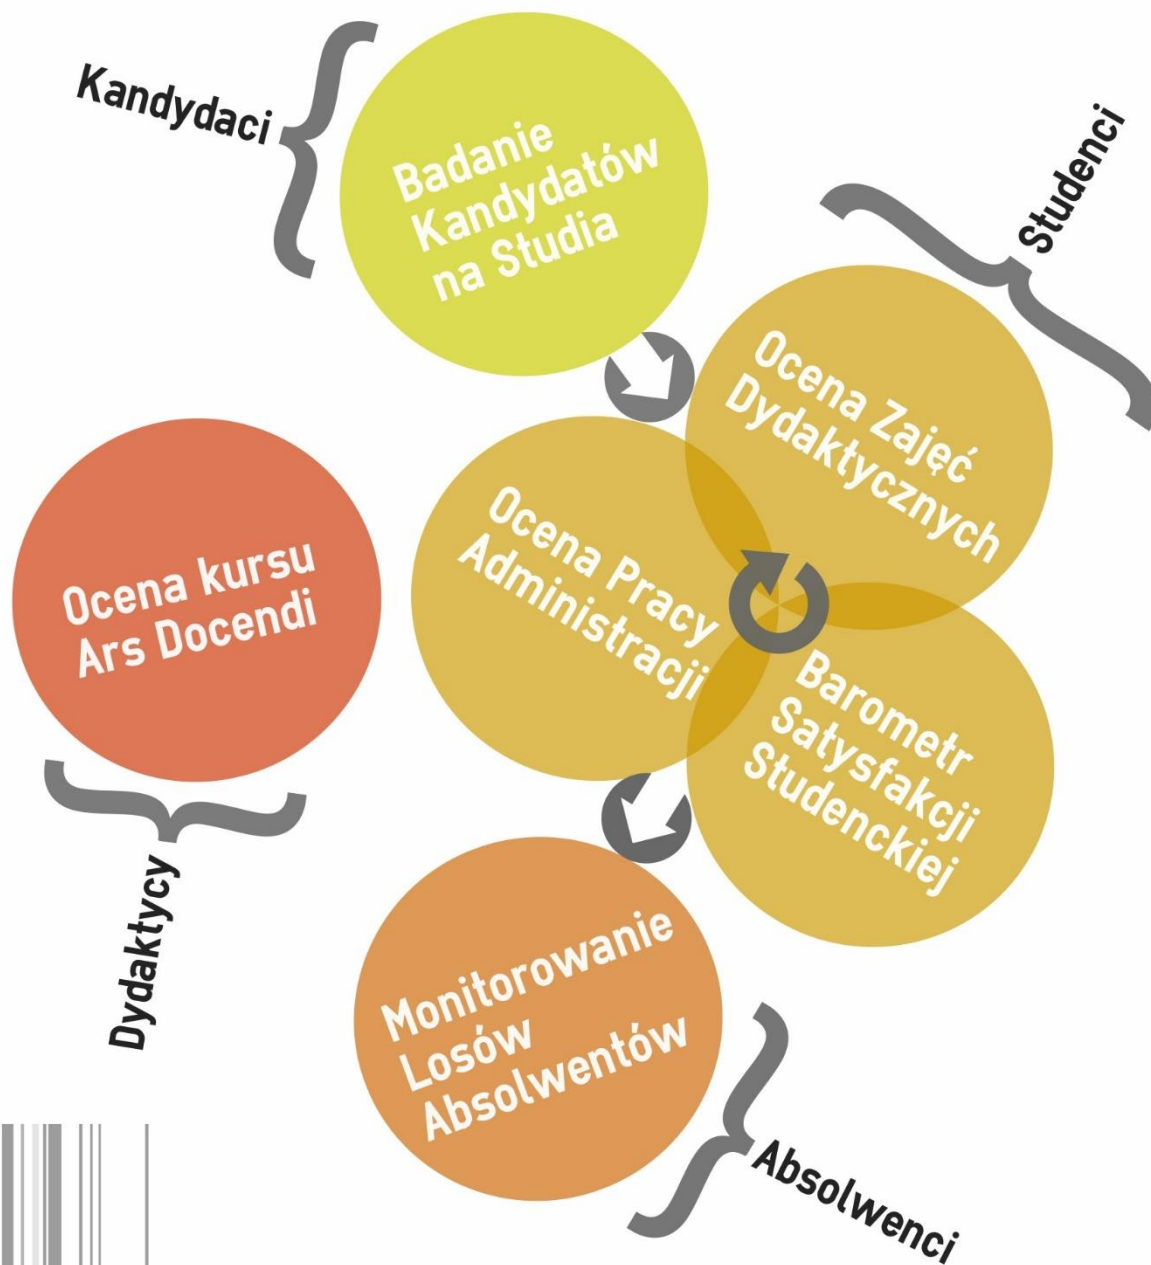 Kandydaci
Badanie
Kandydatów
na Studia
Studenci
Ocena Zajęć
Dydaktycznych
Ocena Pracy
Administracji
Barometr
Satysfakcji
Studenckiej
Ocena kursu
Ars Docendi
Dydaktycy
Monitorowanie
Losów
Absolwentów
Absolwenci